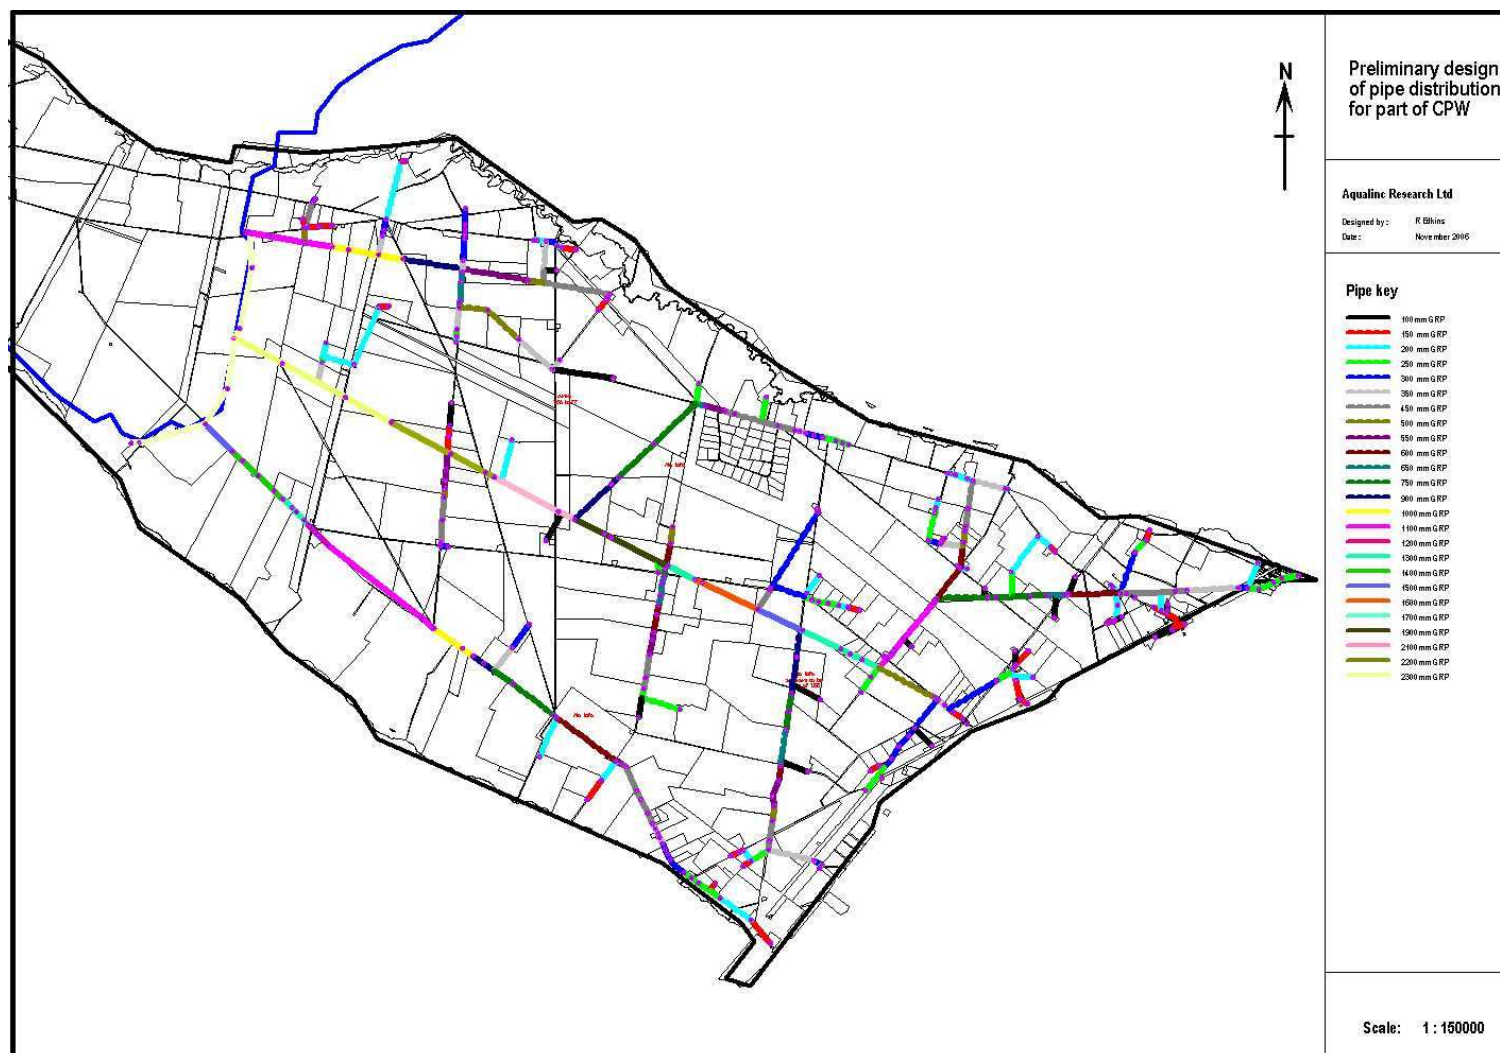 N
Preliminary design
of pipe distribution
for part of CPW
Aqualinc Research Ltd
Designed by:
Date: November 2006
Pipe key
100 mm GRP
150 mm GRP
200 mm GRP
250 mm GRP
300 mm GRP
350 mm GRP
450 mm GRP
500 mm GRP
550 mm GRP
600 mm GRP
650 mm GRP
750 mm GRP
900 mm GRP
1000 mm GRP
1100 mm GRP
1200 mm GRP
1300 mm GRP
1400 mm GRP
1500 mm GRP
1600 mm GRP
1700 mm GRP
1900 mm GRP
2100 mm GRP
2200 mm GRP
2300 mm GRP
No Info
No Info
Scale: 1 : 150000